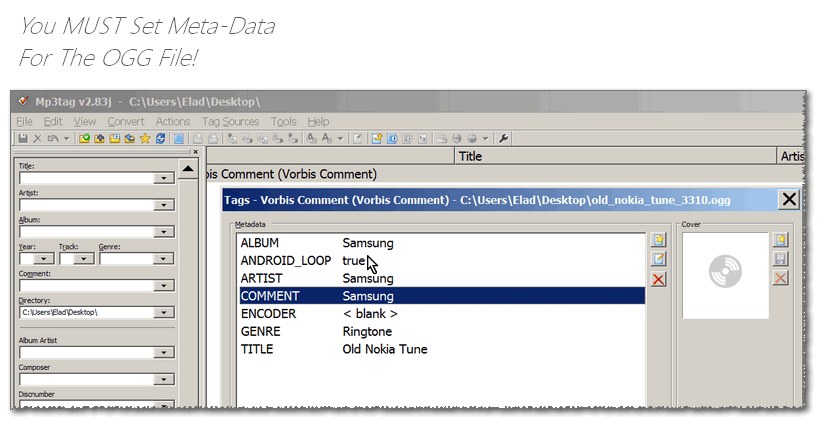 You MUST Set Meta-Data
For The OGG File!
Mp3tag v2.83j - C:\Users\Elad\Desktop\
File Edit View Convert Actions Tag Sources Tools Help
Title:
Artist:
Album:
Year: Track: Genre:
Comment:
Directory:
C:\Users\Elad\Desktop\
Album Artist
Composer
Discnumber
Title Artis
bis Comment (Vorbis Comment)
Tags - Vorbis Comment (Vorbis Comment) - C:\Users\Elad\Desktop\old_nokia_tune_3310.ogg
Metadata
ALBUM Samsung
ANDROID_LOOP true
ARTIST Samsung
COMMENT Samsung
ENCODER < blank >
GENRE Ringtone
TITLE Old Nokia Tune
Cover